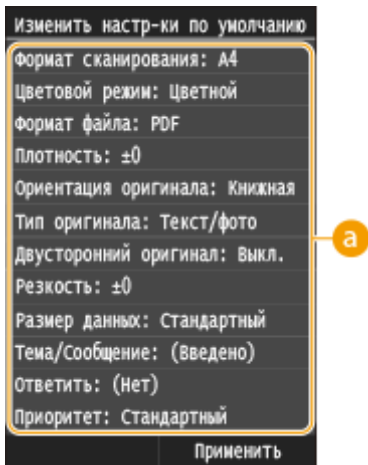 Изменить настр-ки по умолчанию
Формат сканирования: A4
Цветовой режим: Цветной
Формат файла: PDF
Плотность: ±0
Ориентация оригинала: Книжная
Тип оригинала: Текст/фото
Двусторонний оригинал: Выкл.
Резкость: ±0
Размер данных: Стандартный
Тема/Сообщение: (Введено)
Ответить: (Нет)
Приоритет: Стандартный
Применить
a